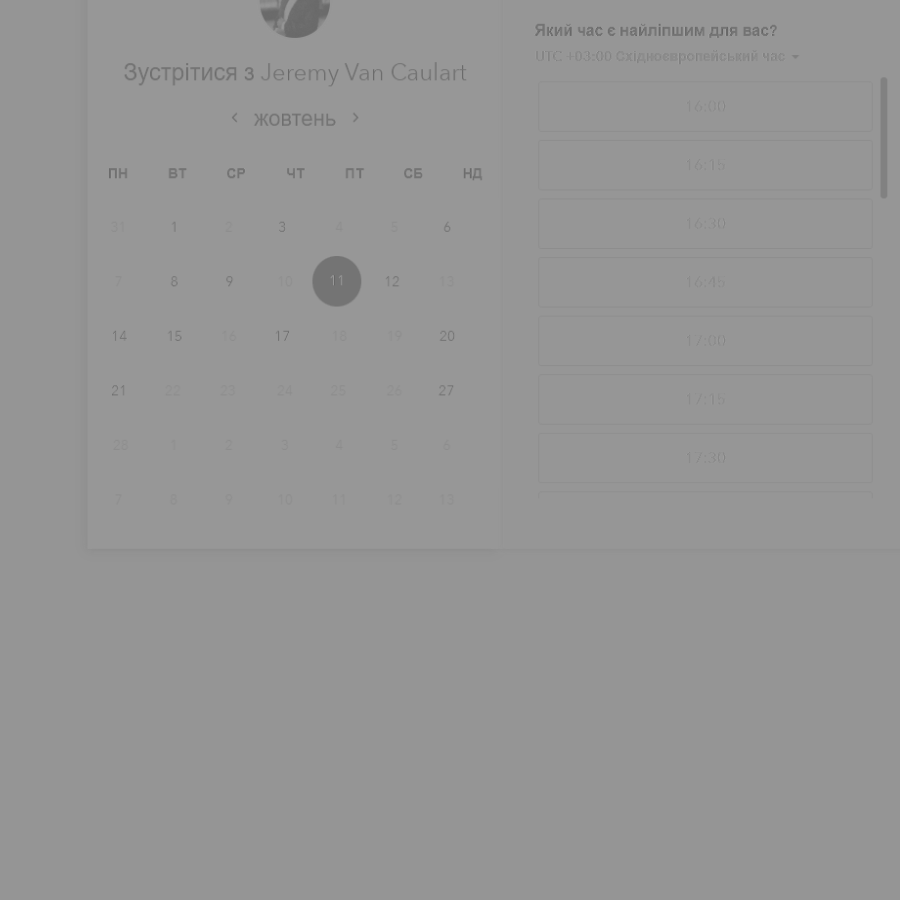 Зустрітися з Jeremy Van Caulart
жовтень
ПН ВТ СР ЧТ ПТ СБ НД
31 1 2 3 4 5 6
7 8 9 10 11 12 13
14 15 16 17 18 19 20
21 22 23 24 25 26 27
28 1 2 3 4 5 6
7 8 9 10 11 12 13
Який час є найліпшим для вас?
UTC +03:00 Східноєвропейський час
16:00
16:15
16:30
16:45
17:00
17:15
17:30